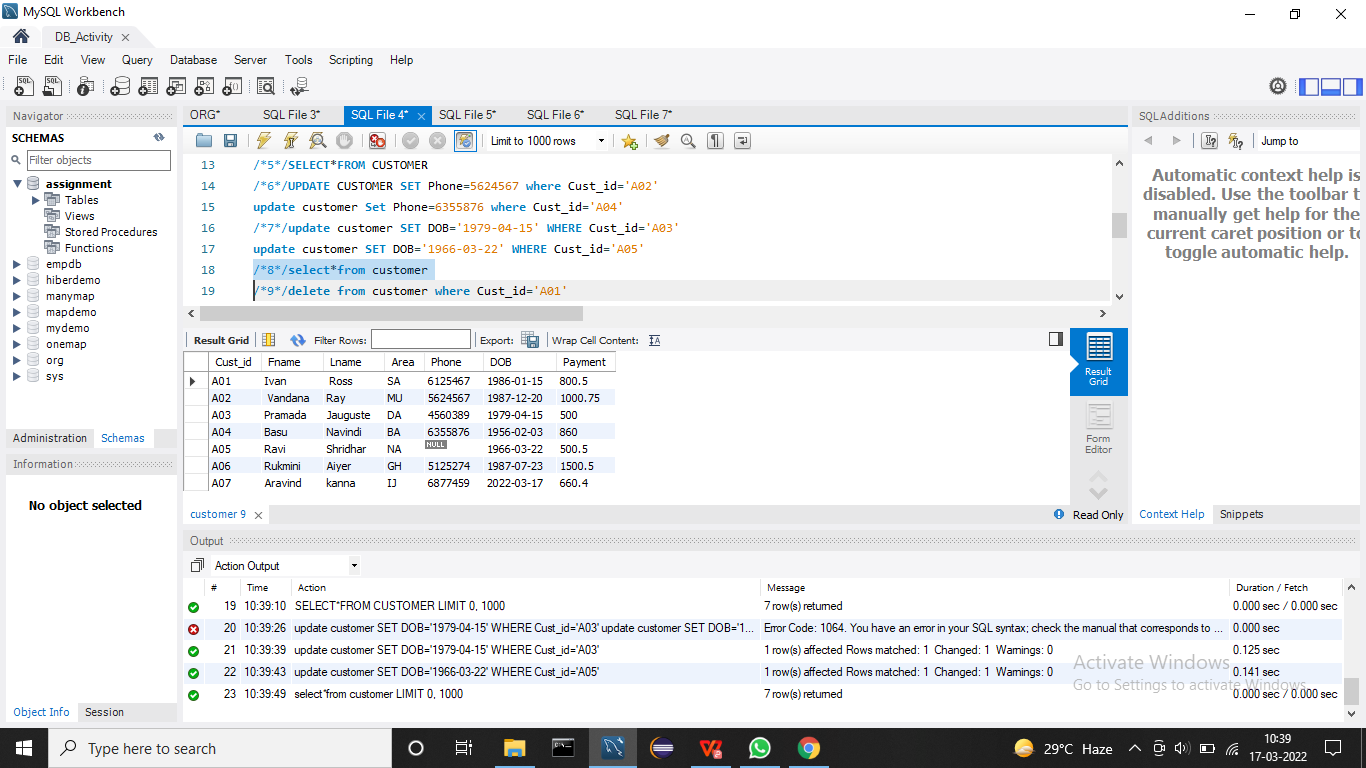 MySQL Workbench
DB_Activity
File Edit View Query Database Server Tools Scripting Help
Navigator
SCHEMAS
Filter objects
assignment
Tables
Views
Stored Procedures
Functions
empdb
hiberdemo
manymap
mapdemo
mydemo
onemap
org
sys
Administration Schemas
Information
No object selected
Object Info Session
ORG* SQL File 3* SQL File 4* SQL File 5* SQL File 6* SQL File 7*
Limit to 1000 rows
13 /*5*/SELECT*FROM CUSTOMER
14 /*6*/UPDATE CUSTOMER SET Phone=5624567 where Cust_id='A02'
15 update customer Set Phone=6355876 where Cust_id='A04'
16 /*7*/update customer SET DOB='1979-04-15' WHERE Cust_id='A03'
17 update customer SET DOB='1966-03-22' WHERE Cust_id='A05'
18 /*8*/select*from customer
19 /*9*/delete from customer where Cust_id='A01'
Result Grid Filter Rows: Export: Wrap Cell Content:
Cust_id Fname Lname Area Phone DOB Payment
A01 Ivan Ross SA 6125467 1986-01-15 800.5
A02 Vandana Ray MU 5624567 1987-12-20 1000.75
A03 Pramada Jauguste DA 4560389 1979-04-15 500
A04 Basu Navindi BA 6355876 1956-02-03 860
A05 Ravi Shridhar NA NULL 1966-03-22 500.5
A06 Rukmini Aiyer GH 5125274 1987-07-23 1500.5
A07 Aravind kanna IJ 6877459 2022-03-17 660.4
Result
Grid
Form
Editor
customer 9 Read Only
SQLAdditions
Jump to
Automatic context help is
disabled. Use the toolbar t
manually get help for the
current caret position or to
toggle automatic help.
Context Help Snippets
Output
Action Output
# Time Action Message Duration / Fetch
19 10:39:10 SELECT*FROM CUSTOMER LIMIT 0, 1000 7 row(s) returned 0.000 sec / 0.000 sec
20 10:39:26 update customer SET DOB='1979-04-15' WHERE Cust_id='A03' update customer SET DOB='1... Error Code: 1064. You have an error in your SQL syntax; check the manual that corresponds to ... 0.000 sec
21 10:39:39 update customer SET DOB='1979-04-15' WHERE Cust_id='A03' 1 row(s) affected Rows matched: 1 Changed: 1 Warnings: 0 0.125 sec
22 10:39:43 update customer SET DOB='1966-03-22' WHERE Cust_id='A05' 1 row(s) affected Rows matched: 1 Changed: 1 Warnings: 0 0.141 sec
23 10:39:49 select*from customer LIMIT 0, 1000 7 row(s) returned 0.000 sec / 0.000 sec
Activate Windows
Go to Settings to activate Windows.
Type here to search
29°C Haze
10:39
17-03-2022